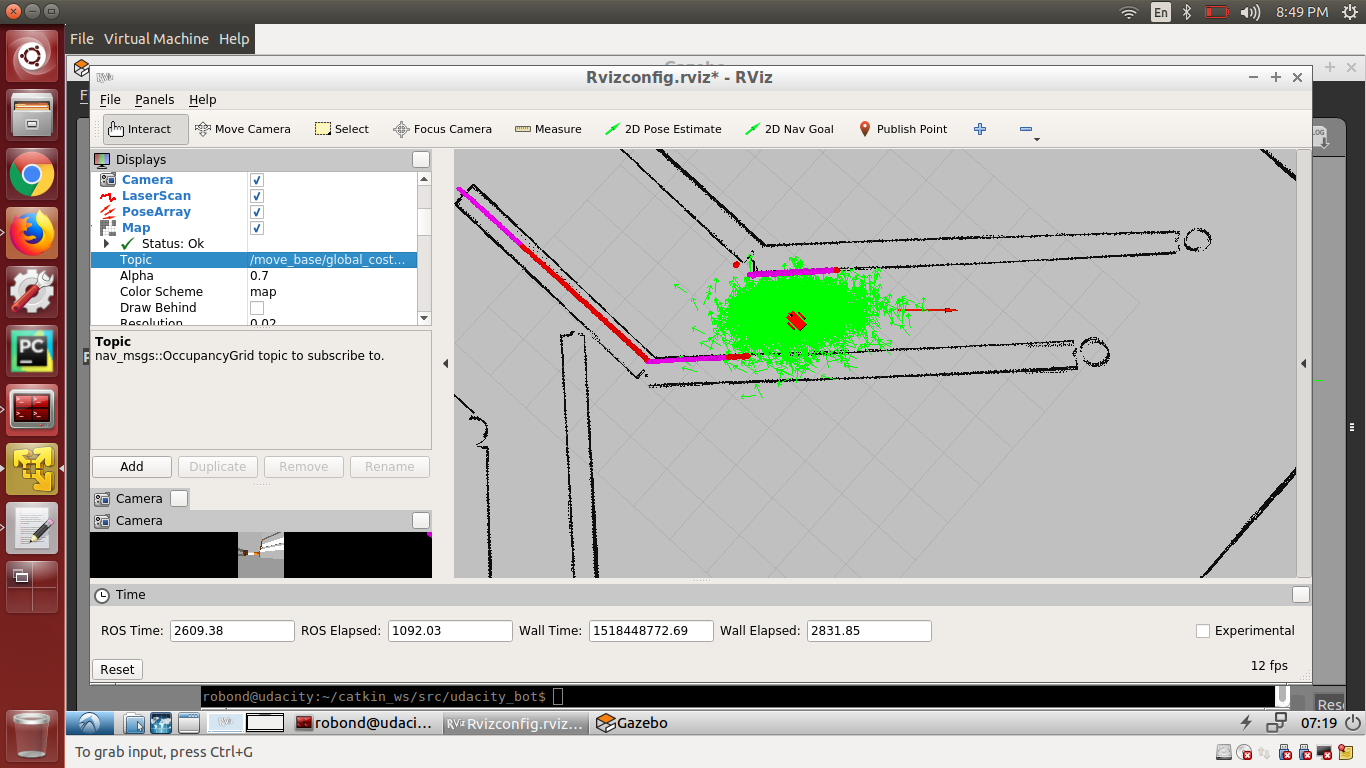 En
8:49 PM
File Virtual Machine Help
Rvizconfig.rviz* - RViz
File Panels Help
Interact Move Camera Select Focus Camera Measure 2D Pose Estimate 2D Nav Goal Publish Point
Displays
Camera
LaserScan
PoseArray
Map
Status: Ok
Topic /move_base/global_cost...
Alpha 0.7
Color Scheme map
Draw Behind
Resolution 0.02
Topic
nav_msgs::OccupancyGrid topic to subscribe to.
Add Duplicate Remove Rename
Camera
Camera
Time
ROS Time: 2609.38 ROS Elapsed: 1092.03 Wall Time: 1518448772.69 Wall Elapsed: 2831.85 Experimental
Reset 12 fps
robond@udacity:~/catkin_ws/src/udacity_bot$
robond@udaci... Rvizconfig.rviz... Gazebo 07:19
To grab input, press Ctrl+G